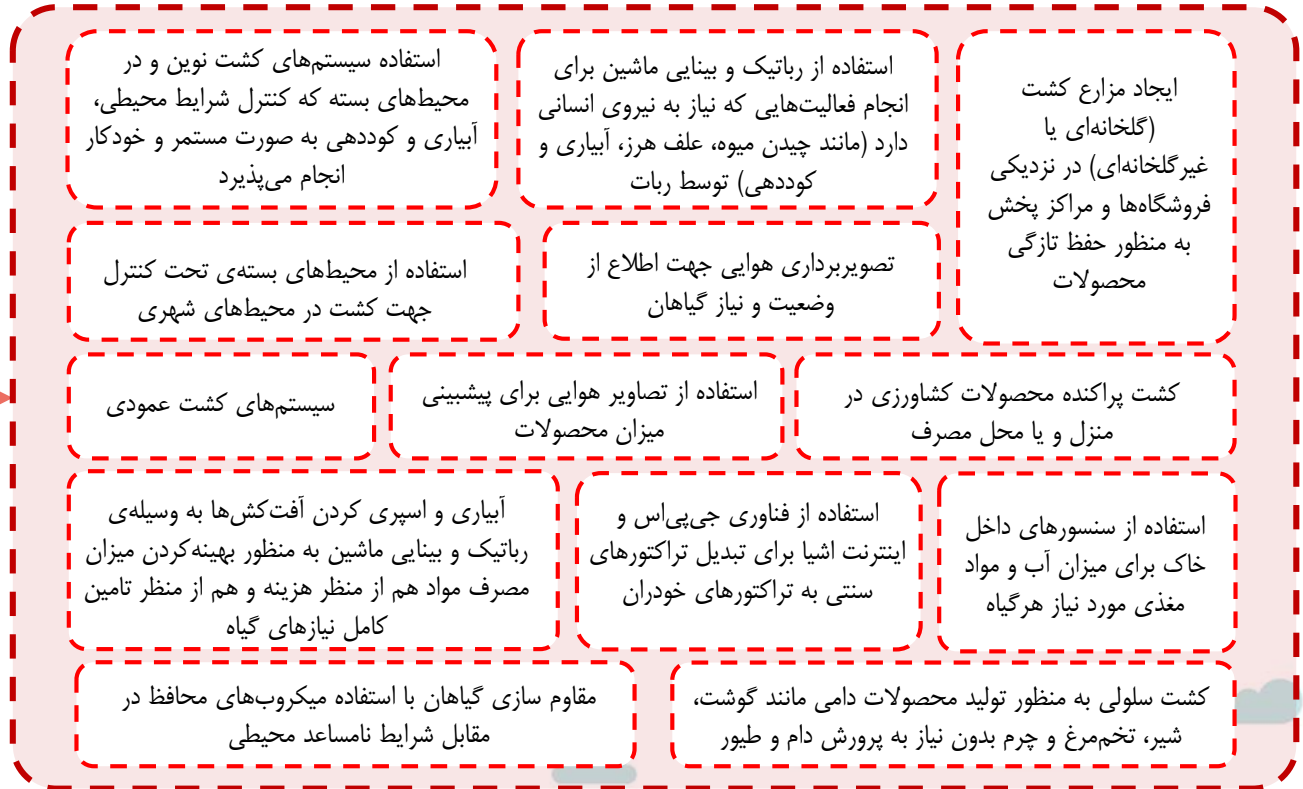 ایجاد مزارع کشت
(گلخانه‌ای یا
غیرگلخانه‌ای) در نزدیکی
فروشگاه‌ها و مراکز پخش
به منظور حفظ تازگی
محصولات
استفاده از رباتیک و بینایی ماشین برای
انجام فعالیت‌هایی که نیاز به نیروی انسانی
دارد (مانند چیدن میوه، علف هرز، آبیاری و
کوددهی) توسط ربات
استفاده سیستم‌های کشت نوین و در
محیط‌های بسته که کنترل شرایط محیطی،
آبیاری و کوددهی به صورت مستمر و خودکار
انجام می‌پذیرد
تصویربرداری هوایی جهت اطلاع از
وضعیت و نیاز گیاهان
استفاده از محیط‌های بسته‌ی تحت کنترل
جهت کشت در محیط‌های شهری
کشت پراکنده محصولات کشاورزی در
منزل و یا محل مصرف
استفاده از تصاویر هوایی برای پیشبینی
میزان محصولات
سیستم‌های کشت عمودی
استفاده از سنسورهای داخل
خاک برای میزان آب و مواد
مغذی مورد نیاز هرگیاه
استفاده از فناوری جی‌پی‌اس و
اینترنت اشیا برای تبدیل تراکتورهای
سنتی به تراکتورهای خودران
آبیاری و اسپری کردن آفت‌کش‌ها به وسیله‌ی
رباتیک و بینایی ماشین به منظور بهینه‌کردن میزان
مصرف مواد هم از منظر هزینه و هم از منظر تامین
کامل نیازهای گیاه
کشت سلولی به منظور تولید محصولات دامی مانند گوشت،
شیر، تخم‌مرغ و چرم بدون نیاز به پرورش دام و طیور
مقاوم سازی گیاهان با استفاده میکروب‌های محافظ در
مقابل شرایط نامساعد محیطی